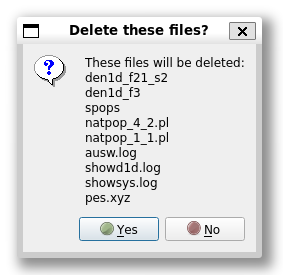 Delete these files?
These files will be deleted:
den1d_f21_s2
den1d_f3
spops
natpop_4_2.pl
natpop_1_1.pl
ausw.log
showd1d.log
showsys.log
pes.xyz
Yes No